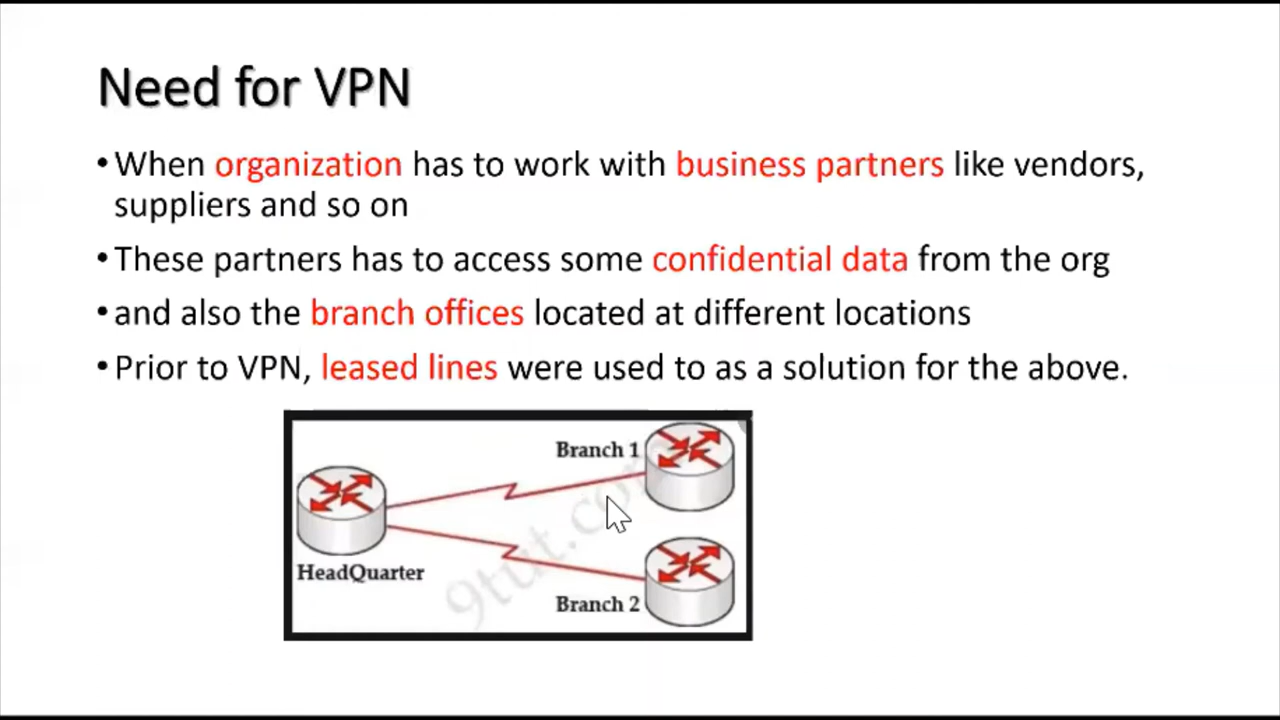 Need for VPN
• When organization has to work with business partners like vendors,
suppliers and so on
• These partners has to access some confidential data from the org
• and also the branch offices located at different locations
• Prior to VPN, leased lines were used to as a solution for the above.
Branch 1
HeadQuarter
Branch 2
9tut.com